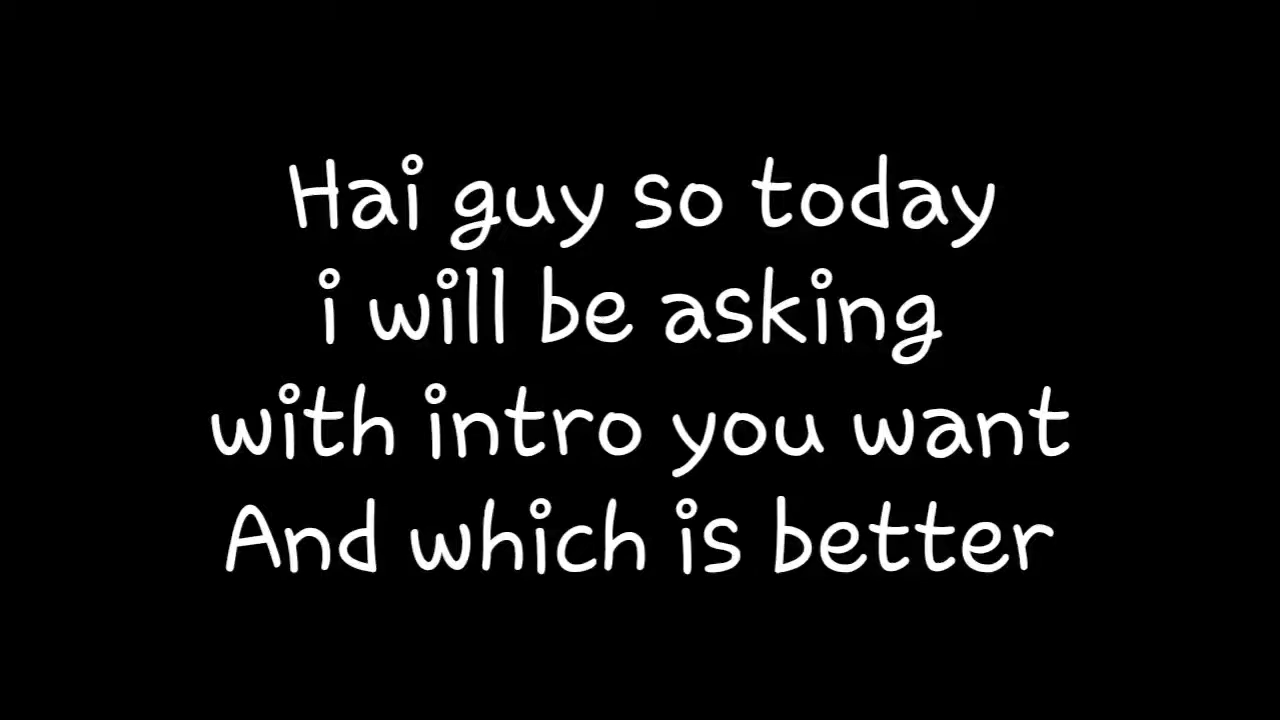 Hai guy so today
i will be asking
with intro you want
And which is better